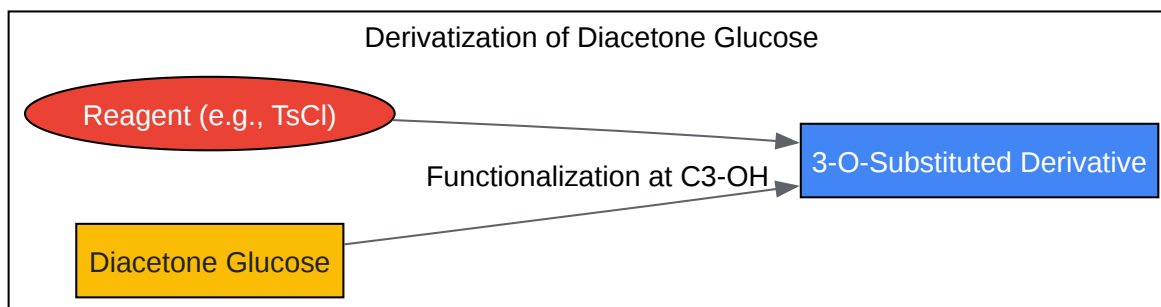 Derivatization of Diacetone Glucose
Reagent (e.g., TsCl)
3-O-Substituted Derivative
Functionalization at C3-OH
Diacetone Glucose